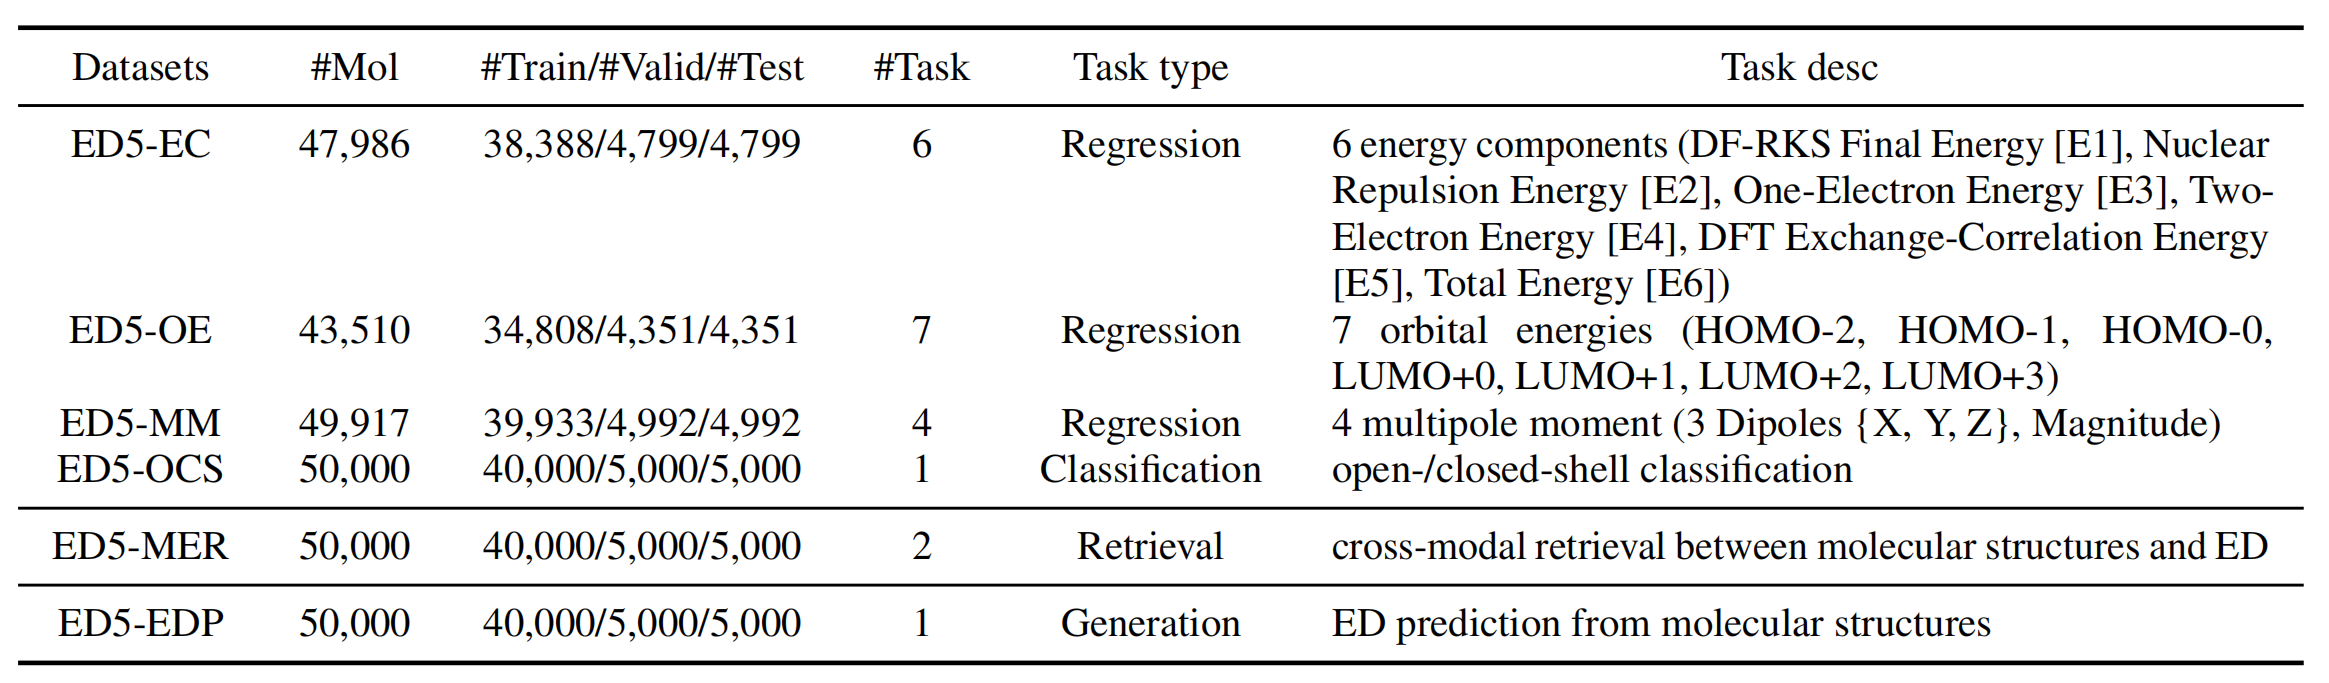 Datasets #Mol #Train/#Valid/#Test #Task Task type Task desc
ED5-EC 47,986 38,388/4,799/4,799 6 Regression 6 energy components (DF-RKS Final Energy [E1], Nuclear
Repulsion Energy [E2], One-Electron Energy [E3], Two-
Electron Energy [E4], DFT Exchange-Correlation Energy
[E5], Total Energy [E6])
ED5-OE 43,510 34,808/4,351/4,351 7 Regression 7 orbital energies (HOMO-2, HOMO-1, HOMO-0,
LUMO+0, LUMO+1, LUMO+2, LUMO+3)
ED5-MM 49,917 39,933/4,992/4,992 4 Regression 4 multipole moment (3 Dipoles {X, Y, Z}, Magnitude)
ED5-OCS 50,000 40,000/5,000/5,000 1 Classification open-/closed-shell classification
ED5-MER 50,000 40,000/5,000/5,000 2 Retrieval cross-modal retrieval between molecular structures and ED
ED5-EDP 50,000 40,000/5,000/5,000 1 Generation ED prediction from molecular structures